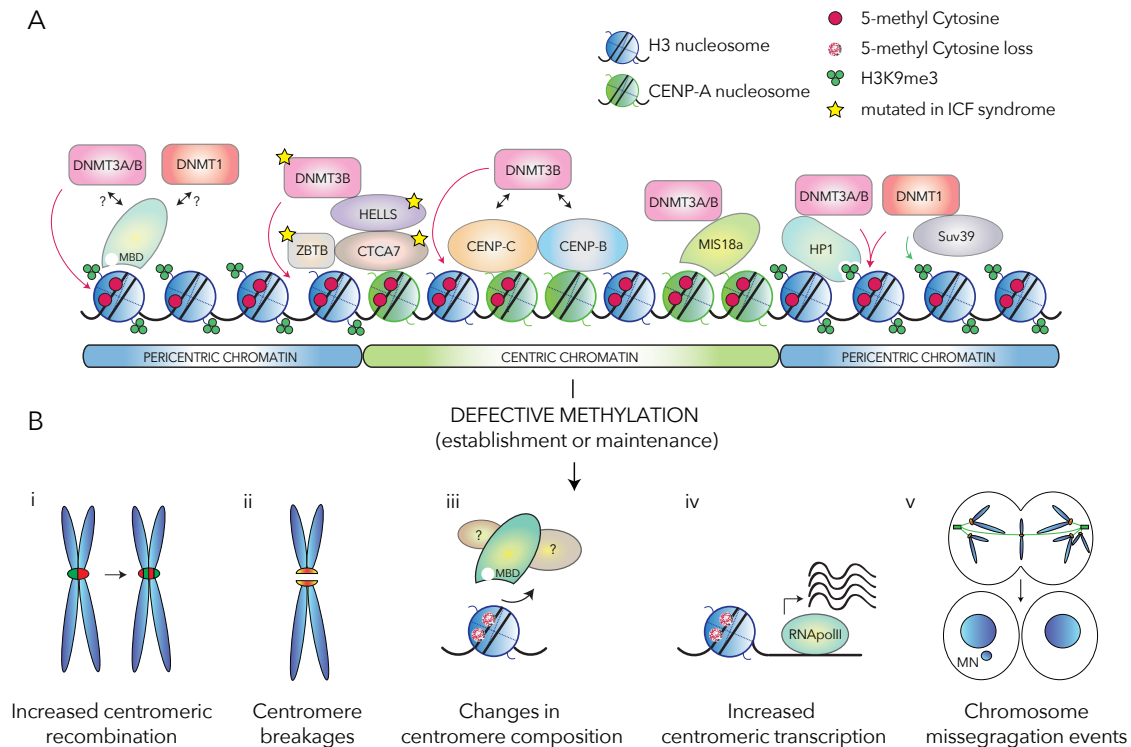 A
H3 nucleosome
CENP-A nucleosome
5-methyl Cytosine
5-methyl Cytosine loss
H3K9me3
mutated in ICF syndrome
DNMT3A/B
DNMT1
?
?
MBD
DNMT3B
HELLS
ZBTB
CTCA7
DNMT3B
CENP-C
CENP-B
DNMT3A/B
MIS18a
DNMT3A/B
DNMT1
HP1
Suv39
PERICENTRIC CHROMATIN
CENTRIC CHROMATIN
PERICENTRIC CHROMATIN
DEFECTIVE METHYLATION
(establishment or maintenance)
B
i
Increased centromeric
recombination
ii
Centromere
breakages
iii
?
?
MBD
Changes in
centromere composition
iv
RNApolII
Increased
centromeric transcription
v
MN
Chromosome
missegration events